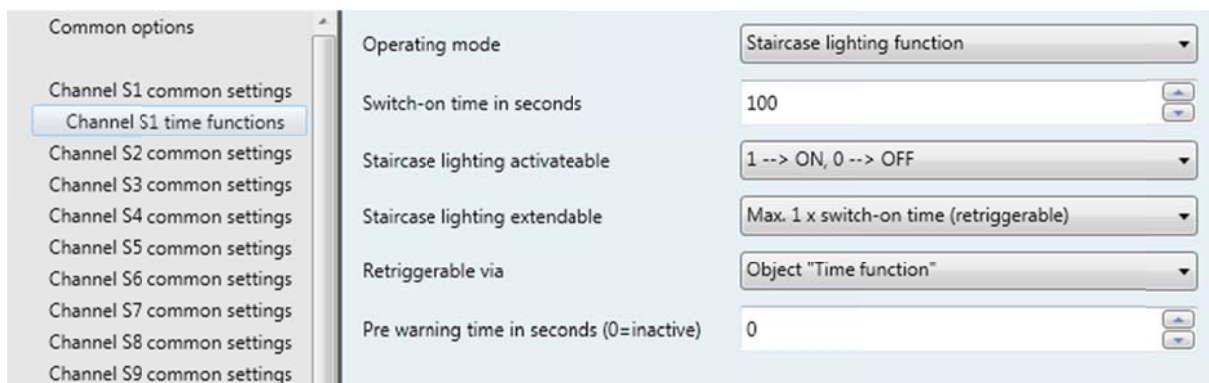 Common options
Channel S1 common settings
Channel S1 time functions
Channel S2 common settings
Channel S3 common settings
Channel S4 common settings
Channel S5 common settings
Channel S6 common settings
Channel S7 common settings
Channel S8 common settings
Channel S9 common settings
Operating mode
Staircase lighting function
Switch-on time in seconds
100
Staircase lighting activateable
1 --> ON, 0 --> OFF
Staircase lighting extendable
Max. 1 x switch-on time (retriggerable)
Retriggerable via
Object "Time function"
Pre warning time in seconds (0=inactive)
0